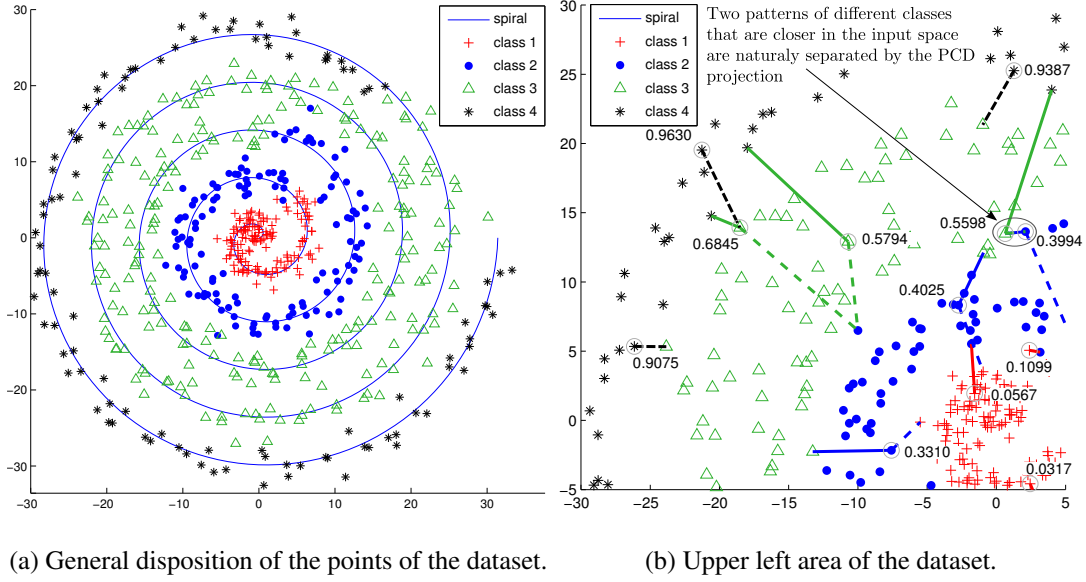 30
20
10
0
−10
−20
−30
−30
−20
−10
0
10
20
30
spiral
class 1
class 2
class 3
class 4
30
25
20
15
10
5
0
−5
−30
−25
−20
−15
−10
−5
0
5
spiral
class 1
class 2
class 3
class 4
Two patterns of different classes
that are closer in the input space
are naturaly separated by the PCD
projection
0.9387
0.9630
0.5598
0.6845
0.5794
0.3994
0.4025
0.9075
0.1099
0.0567
0.3310
0.0317
(a) General disposition of the points of the dataset.
(b) Upper left area of the dataset.